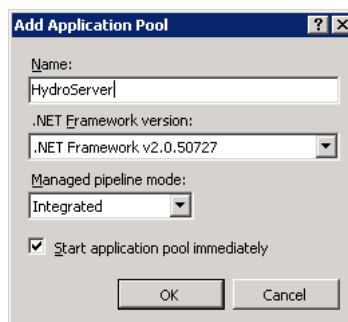 Add Application Pool
Name:
HydroServer
.NET Framework version:
.NET Framework v2.0.50727
Managed pipeline mode:
Integrated
Start application pool immediately
OK Cancel